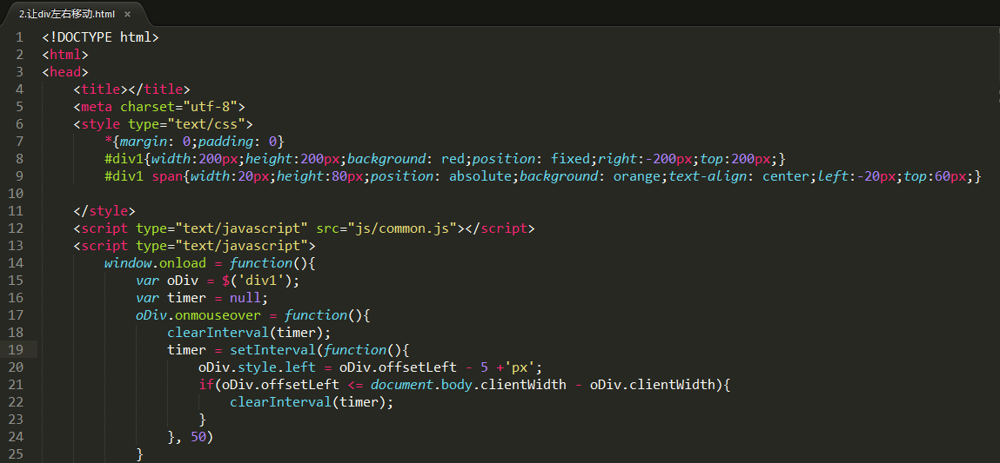 2.让div左右移动.html ×
1 <!DOCTYPE html>
2 <html>
3 <head>
4     <title></title>
5     <meta charset="utf-8">
6     <style type="text/css">
7         *{margin: 0;padding: 0}
8         #div1{width:200px;height:200px;background: red;position: fixed;right:-200px;top:200px;}
9         #div1 span{width:20px;height:80px;position: absolute;background: orange;text-align: center;left:-20px;top:60px;}
10
11     </style>
12     <script type="text/javascript" src="js/common.js"></script>
13     <script type="text/javascript">
14         window.onload = function(){
15             var oDiv = $('div1');
16             var timer = null;
17             oDiv.onmouseover = function(){
18                 clearInterval(timer);
19                 timer = setInterval(function(){
20                     oDiv.style.left = oDiv.offsetLeft - 5 +'px';
21                     if(oDiv.offsetLeft <= document.body.clientWidth - oDiv.clientWidth){
22                         clearInterval(timer);
23                     }
24                 }, 50)
25             }